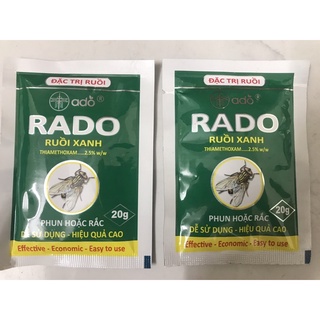 ĐẶC TRỊ RUỒI
adô ®
RADO
RUỒI XANH
THIAMETHOXAM.....2.5% w/w
20g
PHUN HOẶC RẮC
DỄ SỬ DỤNG - HIỆU QUẢ CAO
Effective - Economic - Easy to use
ĐẶC TRỊ RUỒI
adô ®
RADO
RUỒI XANH
THIAMETHOXAM.....2.5% w/w
20g
PHUN HOẶC RẮC
DỄ SỬ DỤNG - HIỆU QUẢ CAO
Effective - Economic - Easy to use